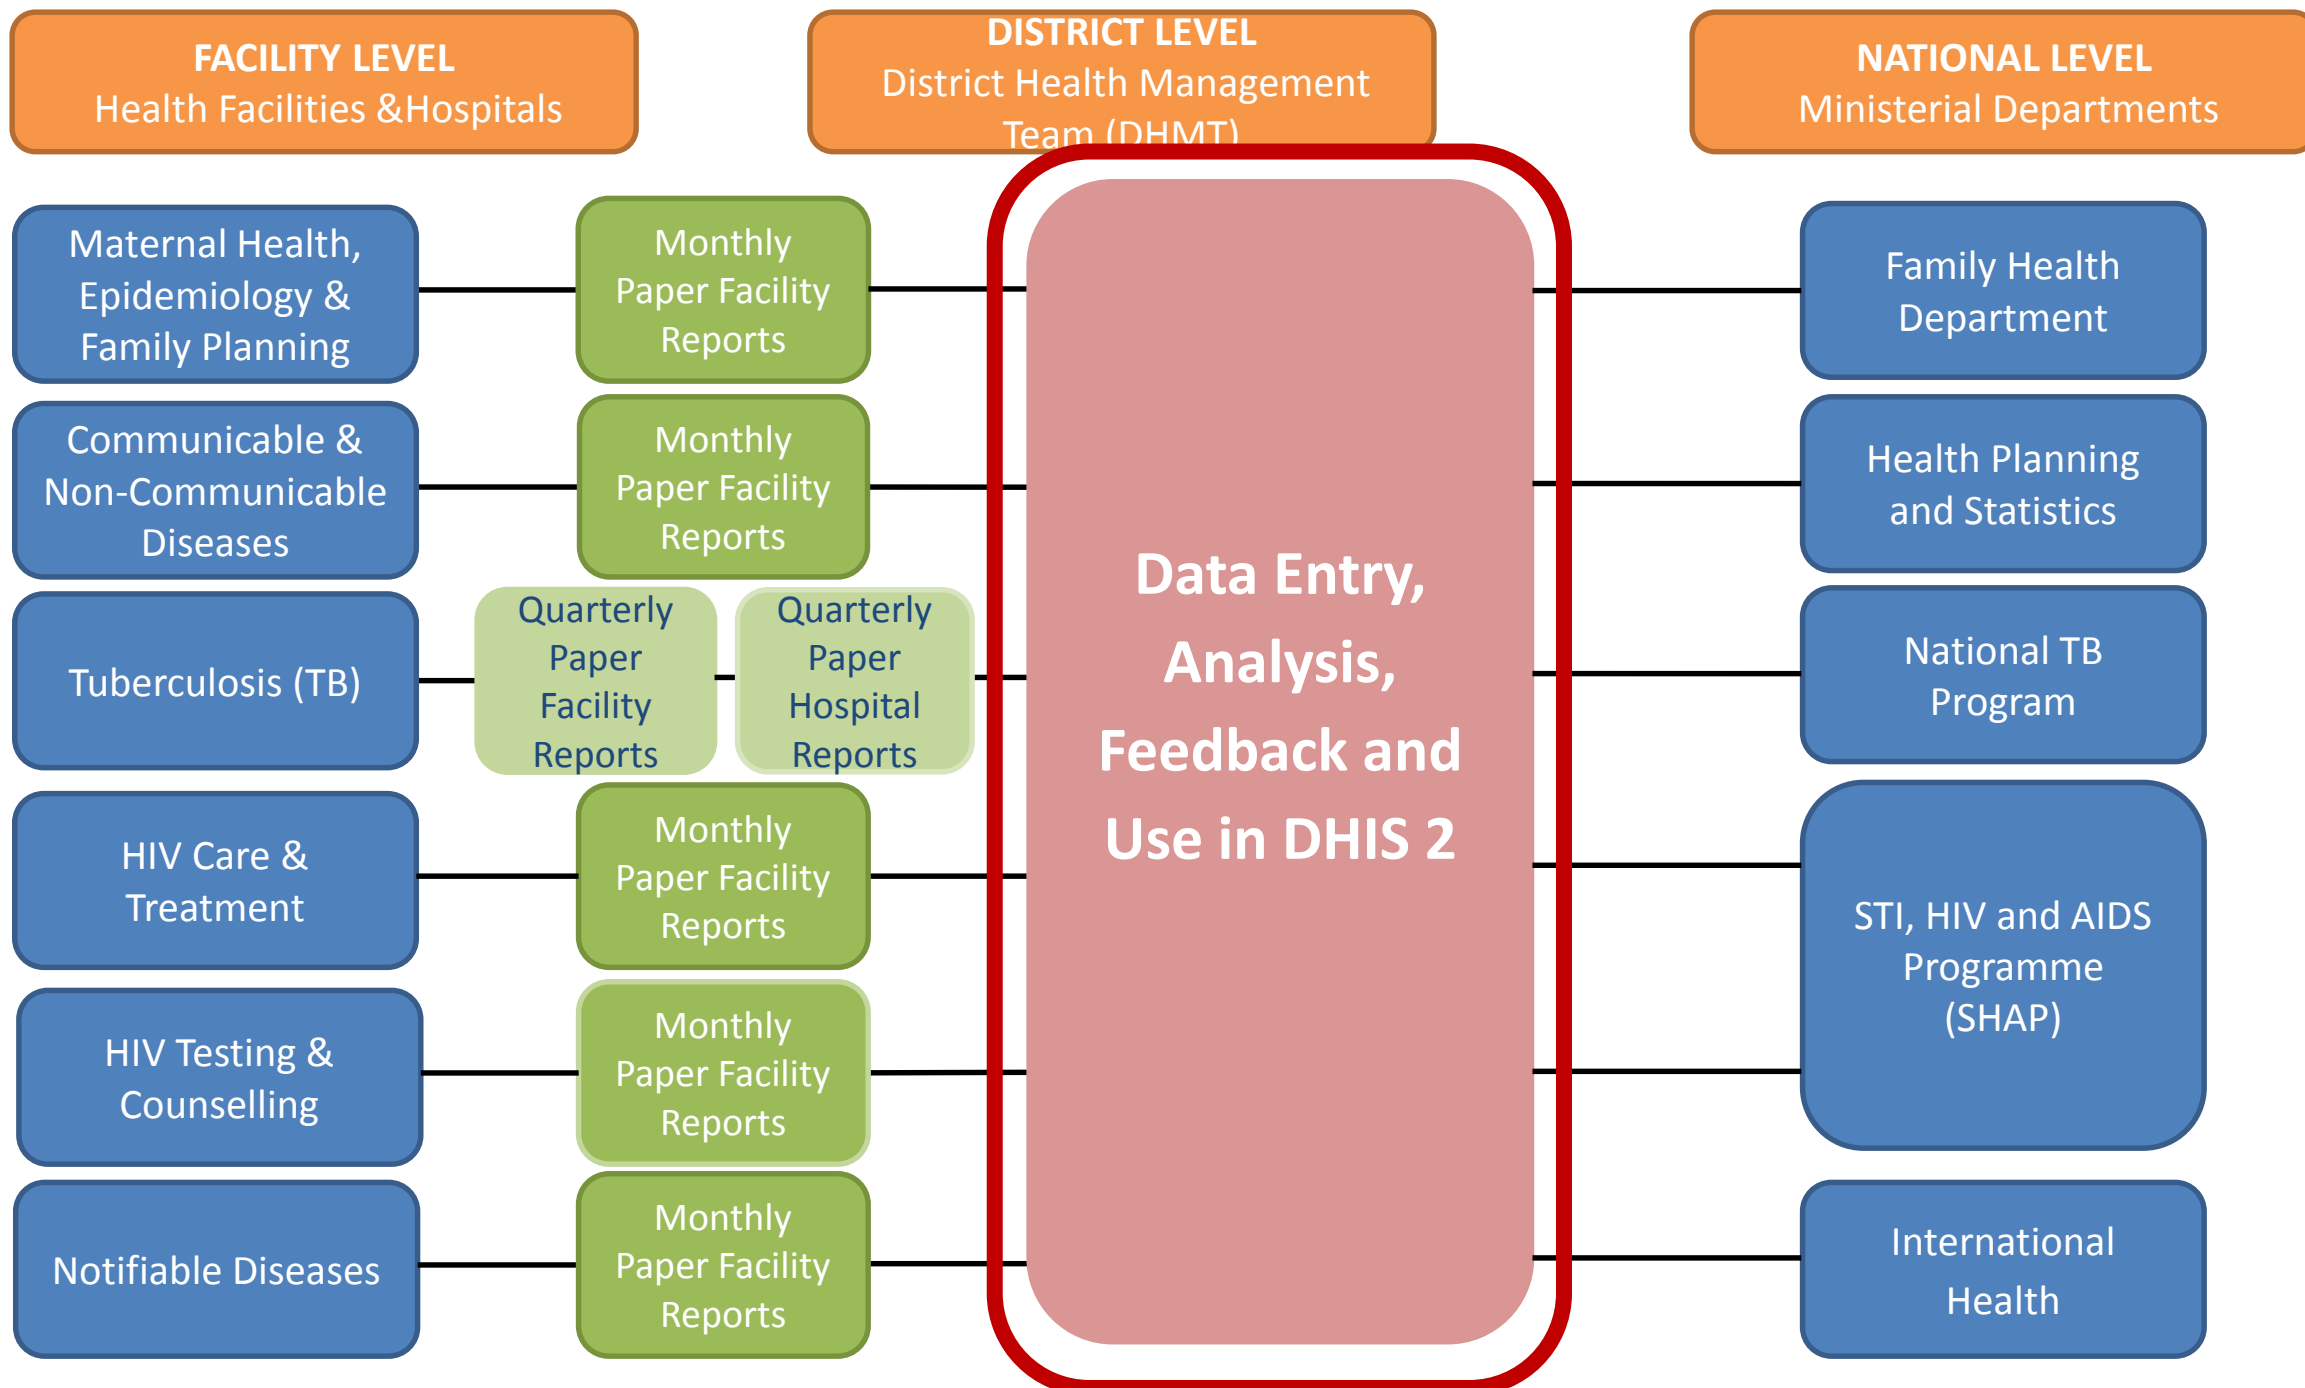 FACILITY LEVEL
Health Facilities &Hospitals
DISTRICT LEVEL
District Health Management
Team (DHMT)
NATIONAL LEVEL
Ministerial Departments
Maternal Health,
Epidemiology &
Family Planning
Monthly
Paper Facility
Reports
Communicable &
Non-Communicable
Diseases
Monthly
Paper Facility
Reports
Tuberculosis (TB)
Quarterly
Paper
Facility
Reports
Quarterly
Paper
Hospital
Reports
HIV Care &
Treatment
Monthly
Paper Facility
Reports
HIV Testing &
Counselling
Monthly
Paper Facility
Reports
Notifiable Diseases
Monthly
Paper Facility
Reports
Data Entry,
Analysis,
Feedback and
Use in DHIS 2
Family Health
Department
Health Planning
and Statistics
National TB
Program
STI, HIV and AIDS
Programme
(SHAP)
International
Health